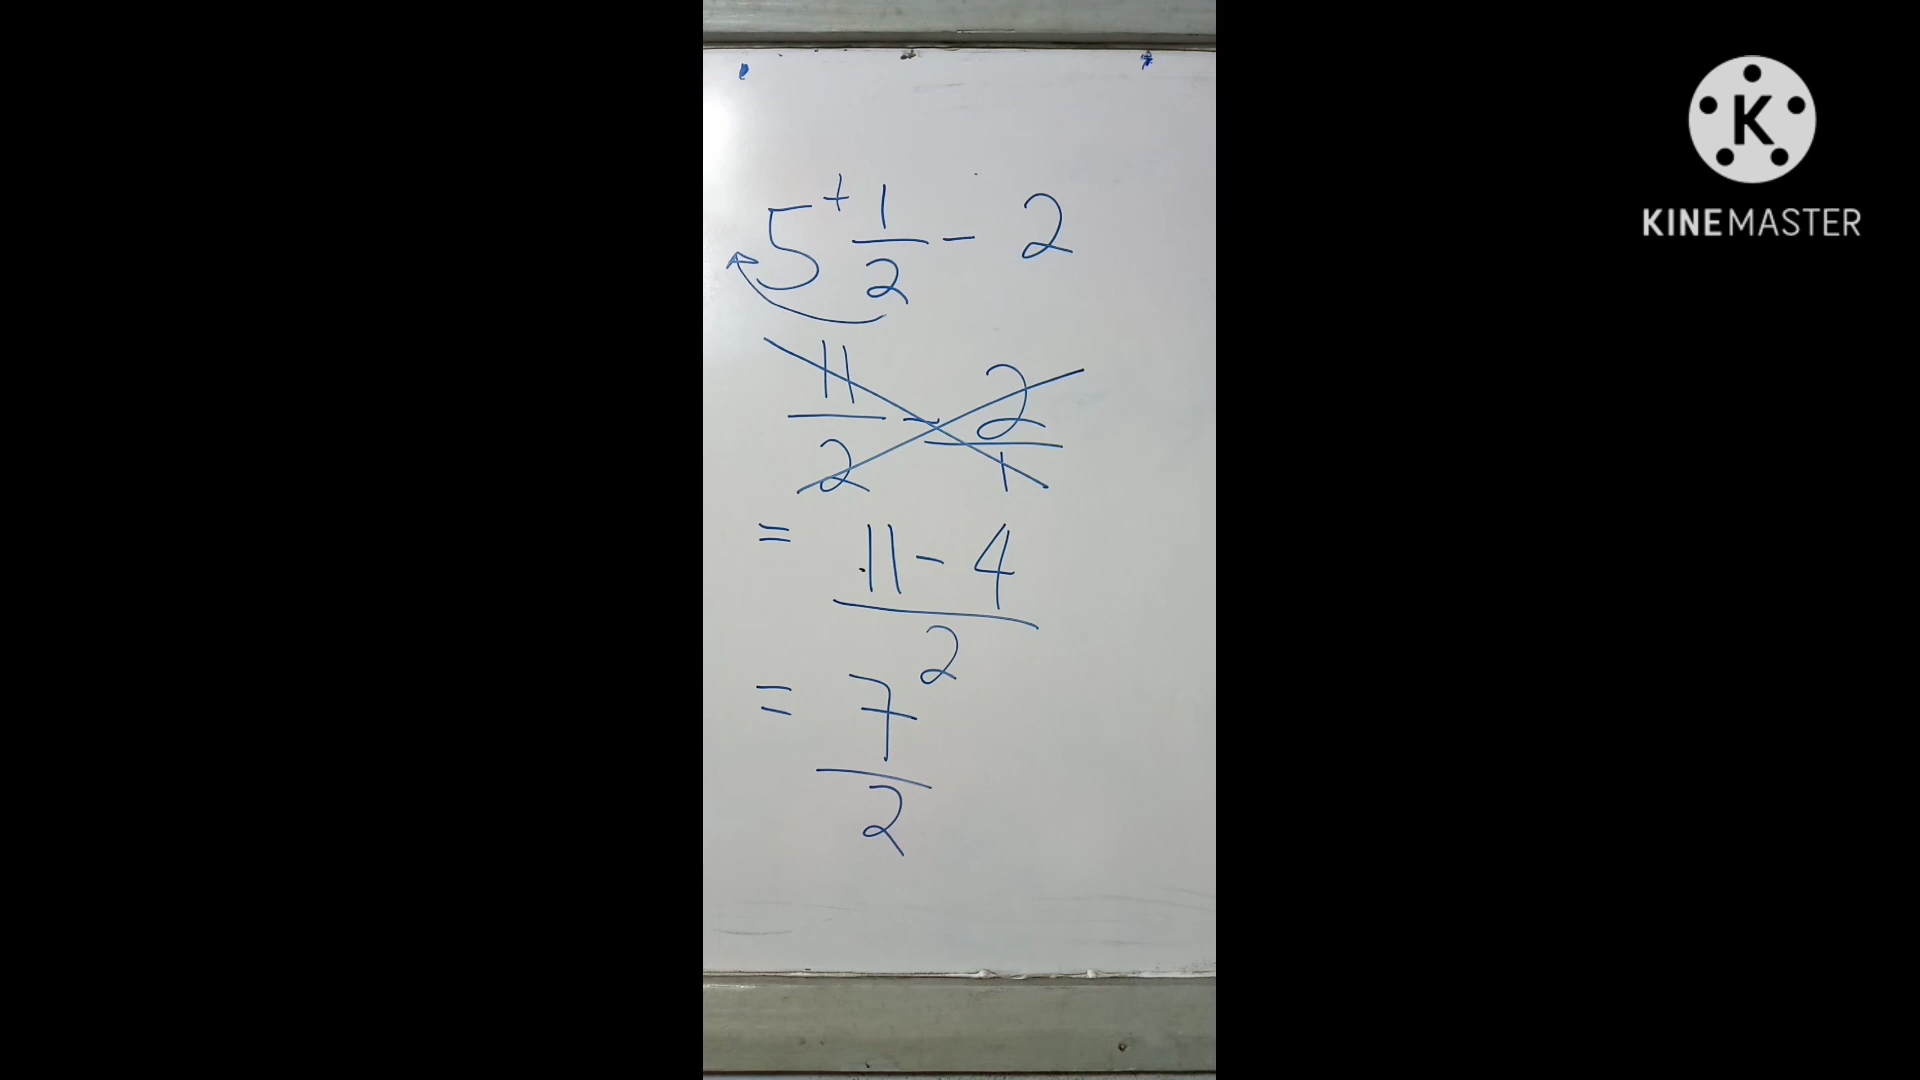 5 + 1/2 - 2
11/2 - 2/1
= 11 - 4 / 2
= 7/2
K
KINEMASTER